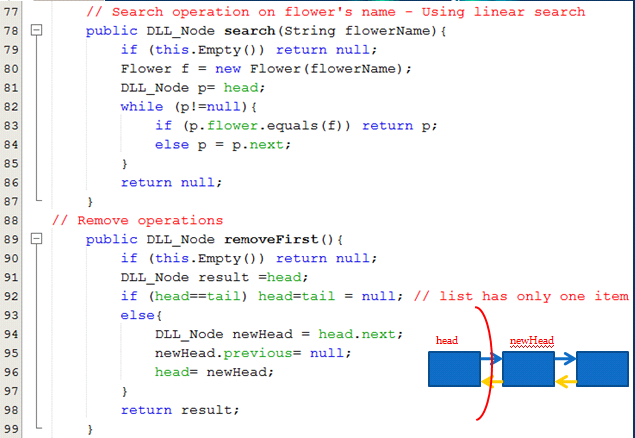 77 // Search operation on flower's name - Using linear search
78 public DLL_Node search(String flowerName){
79 if (this.Empty()) return null;
80 Flower f = new Flower(flowerName);
81 DLL_Node p= head;
82 while (p!=null){
83 if (p.flower.equals(f)) return p;
84 else p = p.next;
85 }
86 return null;
87 }
88 // Remove operations
89 public DLL_Node removeFirst(){
90 if (this.Empty()) return null;
91 DLL_Node result =head;
92 if (head==tail) head=tail = null; // list has only one item
93 else{
94 DLL_Node newHead = head.next;
95 newHead.previous= null;
96 head= newHead;
97 }
98 return result;
99 }
head newHead